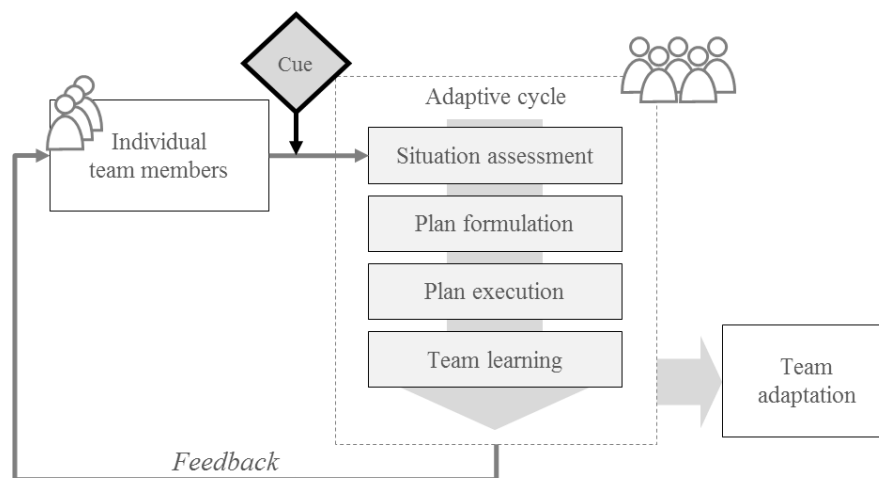 Cue
Adaptive cycle
Individual
team members
Situation assessment
Plan formulation
Plan execution
Team learning
Team
adaptation
Feedback